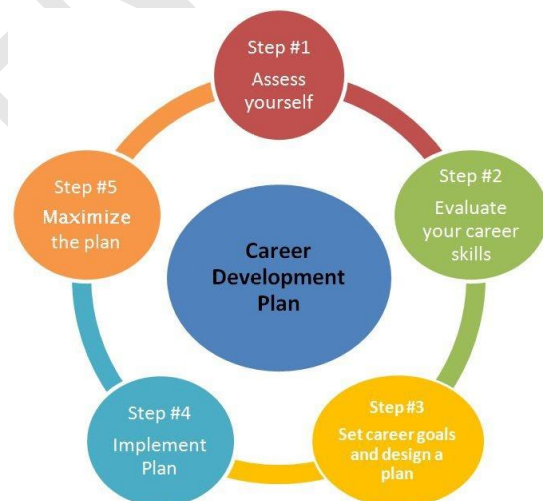 Step #1
Assess
yourself
Step #2
Evaluate
your career
skills
Step #3
Set career goals
and design a
plan
Step #4
Implement
Plan
Step #5
Maximize
the plan
Career
Development
Plan